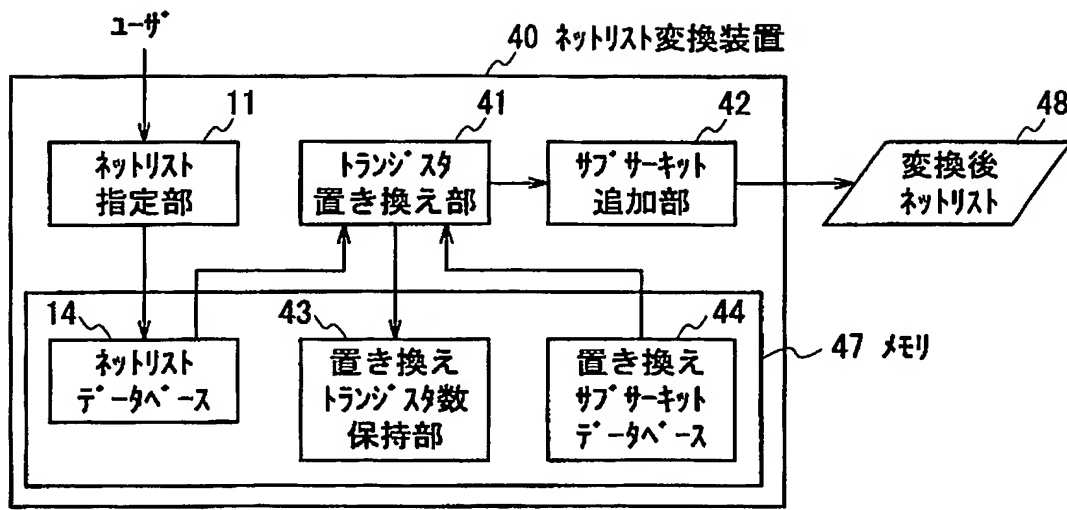 ユーザ
40 ネットリスト変換装置
11
41
42
48
ネットリスト
指定部
トランジスタ
置き換え部
サブサーキット
追加部
変換後
ネットリスト
14
43
44
47 メモリ
ネットリスト
データベース
置き換え
トランジスタ数
保持部
置き換え
サブサーキット
データベース